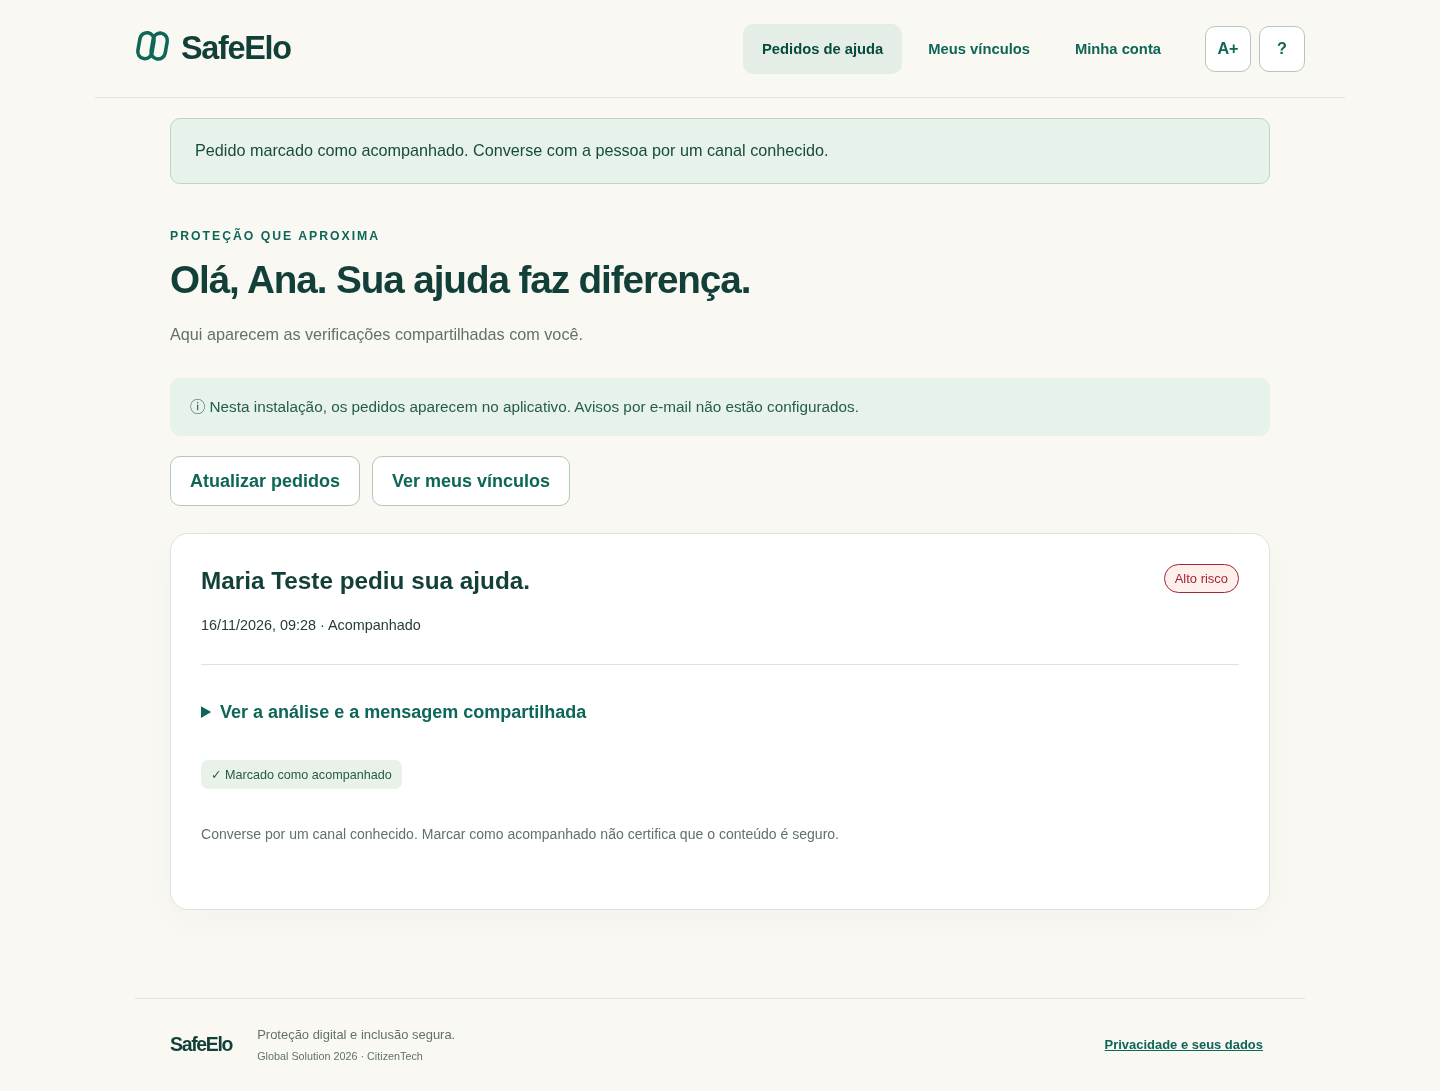 SafeElo
Pedidos de ajuda
Meus vínculos
Minha conta
A+
?
Pedido marcado como acompanhado. Converse com a pessoa por um canal conhecido.
PROTEÇÃO QUE APROXIMA
Olá, Ana. Sua ajuda faz diferença.
Aqui aparecem as verificações compartilhadas com você.
ⓘ Nesta instalação, os pedidos aparecem no aplicativo. Avisos por e-mail não estão configurados.
Atualizar pedidos
Ver meus vínculos
Maria Teste pediu sua ajuda.
Alto risco
16/11/2026, 09:28 · Acompanhado
Ver a análise e a mensagem compartilhada
✓ Marcado como acompanhado
Converse por um canal conhecido. Marcar como acompanhado não certifica que o conteúdo é seguro.
SafeElo
Proteção digital e inclusão segura.
Global Solution 2026 · CitizenTech
Privacidade e seus dados